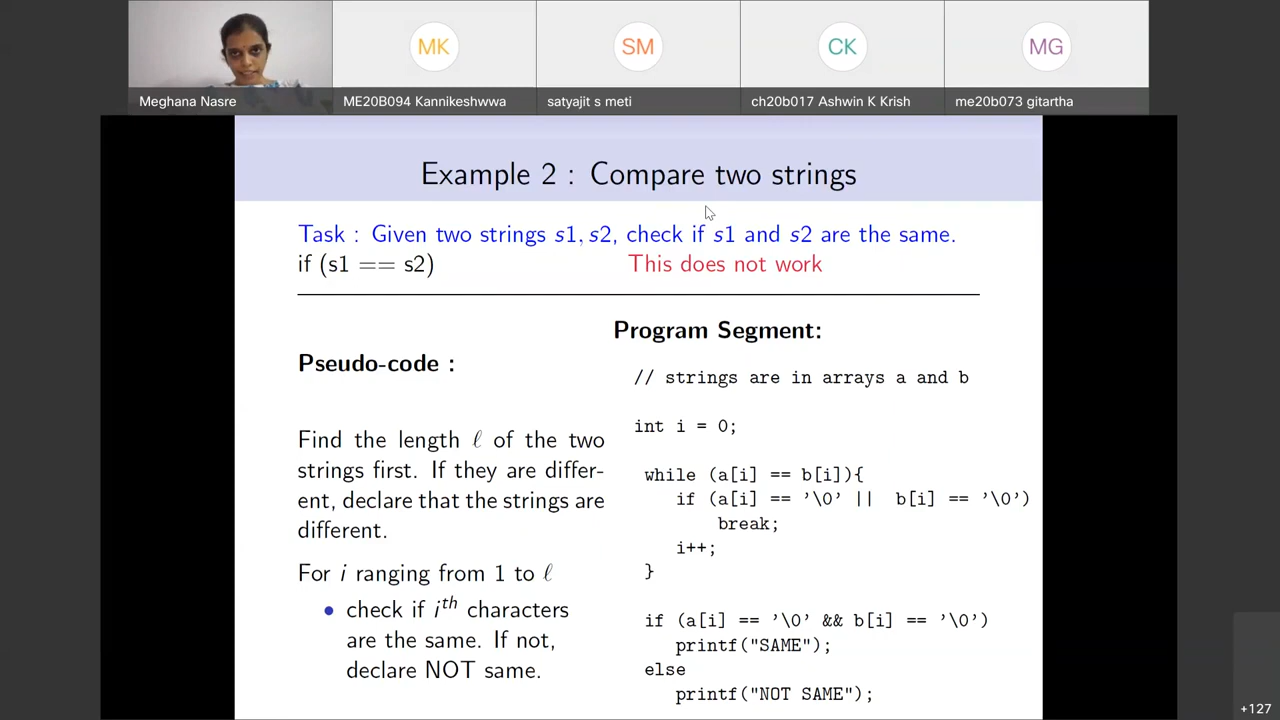 MK
SM
CK
MG
Meghana Nasre
ME20B094 Kannikeshwwa
satyajit s meti
ch20b017 Ashwin K Krish
me20b073 gitartha
Example 2 : Compare two strings
Task : Given two strings s1, s2, check if s1 and s2 are the same.
if (s1 == s2) This does not work
Pseudo-code :
Find the length ℓ of the two
strings first. If they are differ-
ent, declare that the strings are
different.
For i ranging from 1 to ℓ
• check if ith characters
are the same. If not,
declare NOT same.
Program Segment:
// strings are in arrays a and b
int i = 0;
while (a[i] == b[i]){
if (a[i] == '\0' || b[i] == '\0')
break;
i++;
}
if (a[i] == '\0' && b[i] == '\0')
printf("SAME");
else
printf("NOT SAME");
+127